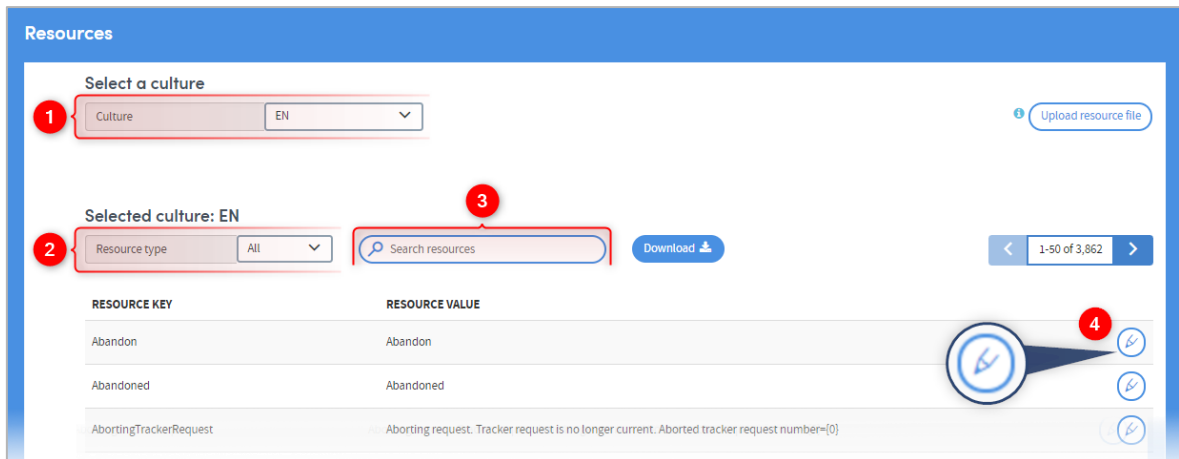 Resources
Select a culture
1 Culture EN
Upload resource file
3
Selected culture: EN
2 Resource type All Search resources Download 1-50 of 3,862
RESOURCE KEY RESOURCE VALUE
4
Abandon Abandon
Abandoned Abandoned
AbortingTrackerRequest Aborting request. Tracker request is no longer current. Aborted tracker request number={0}